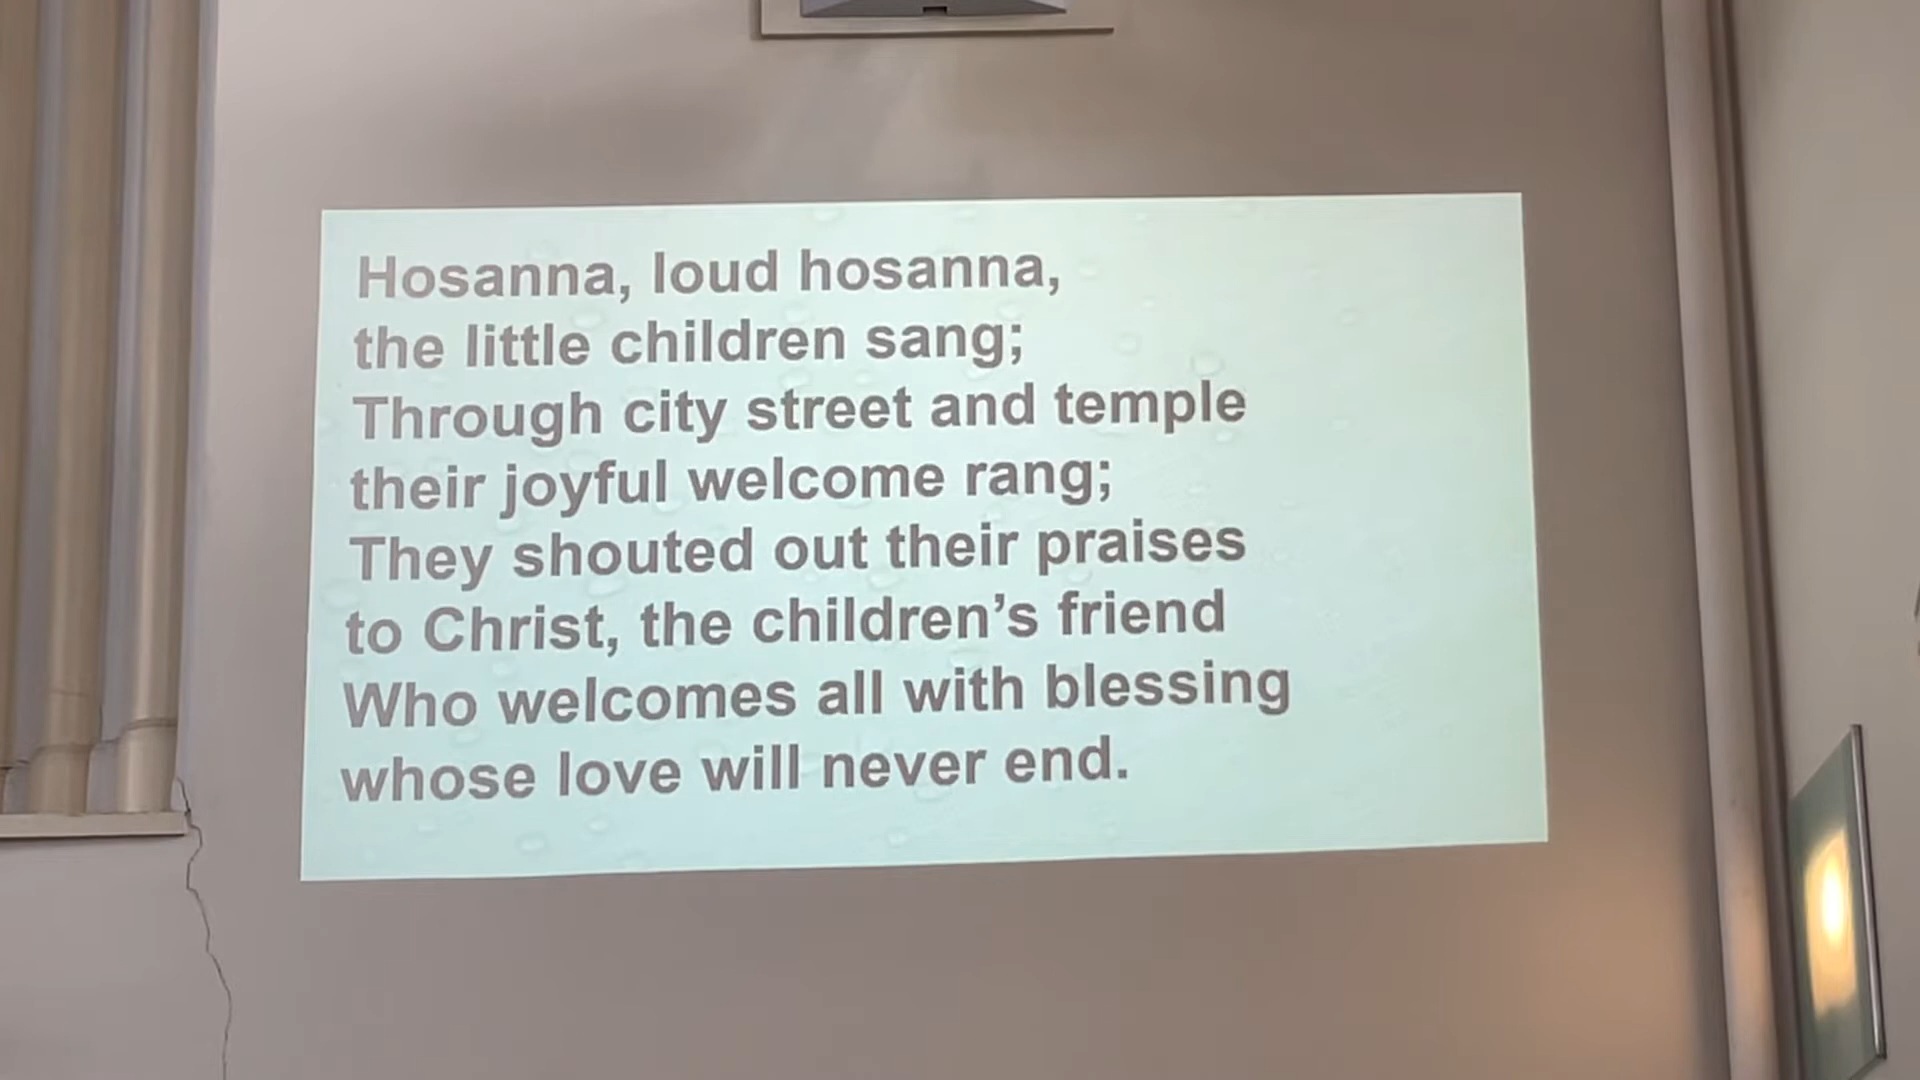 Hosanna, loud hosanna,
the little children sang;
Through city street and temple
their joyful welcome rang;
They shouted out their praises
to Christ, the children’s friend
Who welcomes all with blessing
whose love will never end.